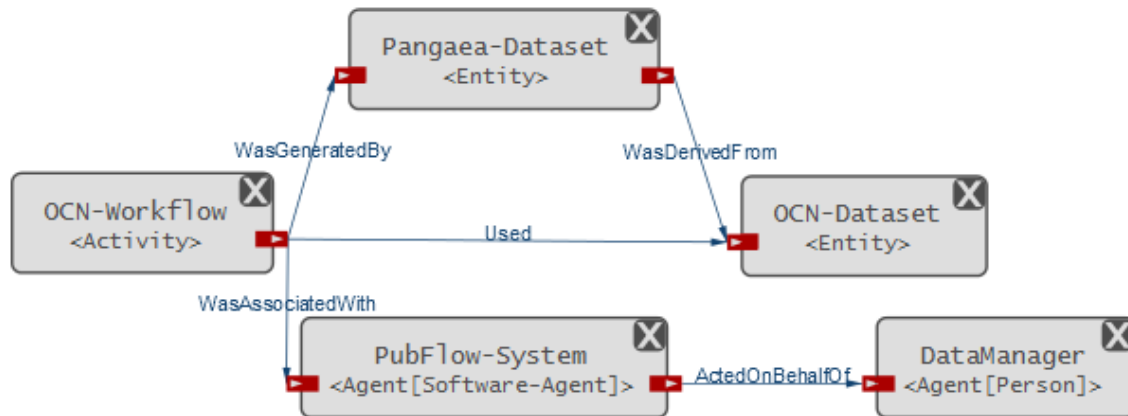 Pangaea-Dataset
<Entity>
WasGeneratedBy
WasDerivedFrom
OCN-Workflow
<Activity>
Used
OCN-Dataset
<Entity>
WasAssociatedWith
PubFlow-System
<Agent[Software-Agent]>
ActedOnBehalfOf
DataManager
<Agent[Person]>